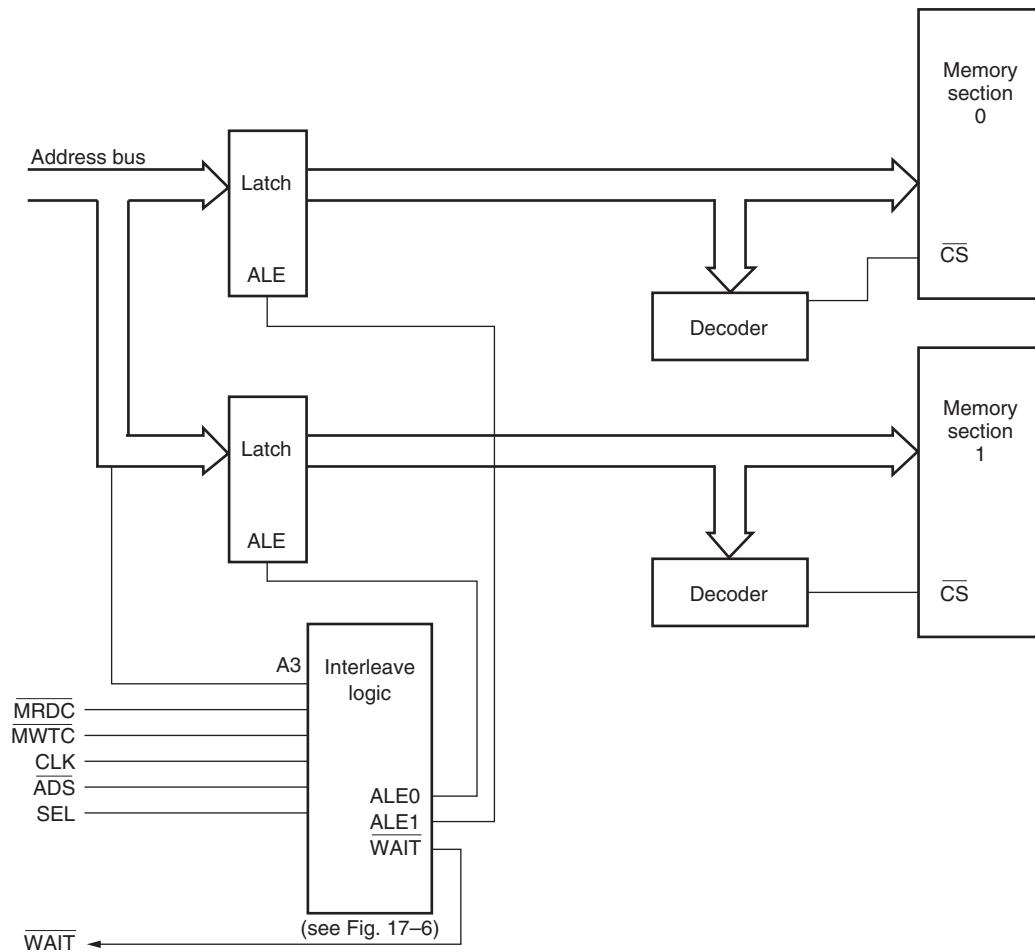 Memory
section
0
Address bus
Latch
ALE
CS
Decoder
Memory
section
1
Latch
ALE
Decoder
CS
A3
Interleave
logic
MRDC
MWTC
CLK
ADS
SEL
ALE0
ALE1
WAIT
(see Fig. 17–6)
WAIT